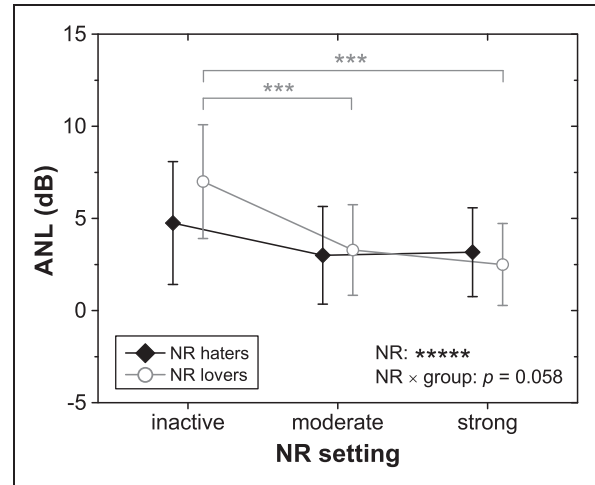 15
10
5
0
-5
ANL (dB)
***
***
NR haters
NR lovers
NR: *****
NR × group: p = 0.058
inactive moderate strong
NR setting